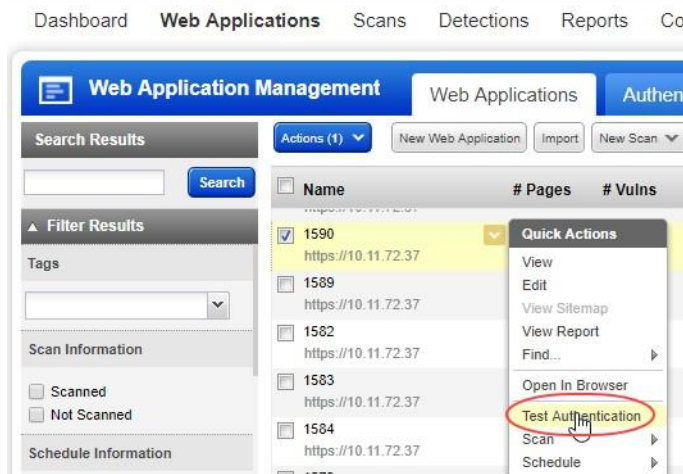 Dashboard Web Applications Scans Detections Reports Co
Web Application Management Web Applications Authen
Search Results
Actions (1) New Web Application Import New Scan
Search
Name # Pages # Vulns
Filter Results
1590
https://10.11.72.37
Quick Actions
View
Edit
View Sitemap
View Report
Find...
Open In Browser
Test Authentication
Scan
Schedule
Tags
1589
https://10.11.72.37
1582
https://10.11.72.37
Scan Information
1583
https://10.11.72.37
Scanned
Not Scanned
1584
https://10.11.72.37
Schedule Information